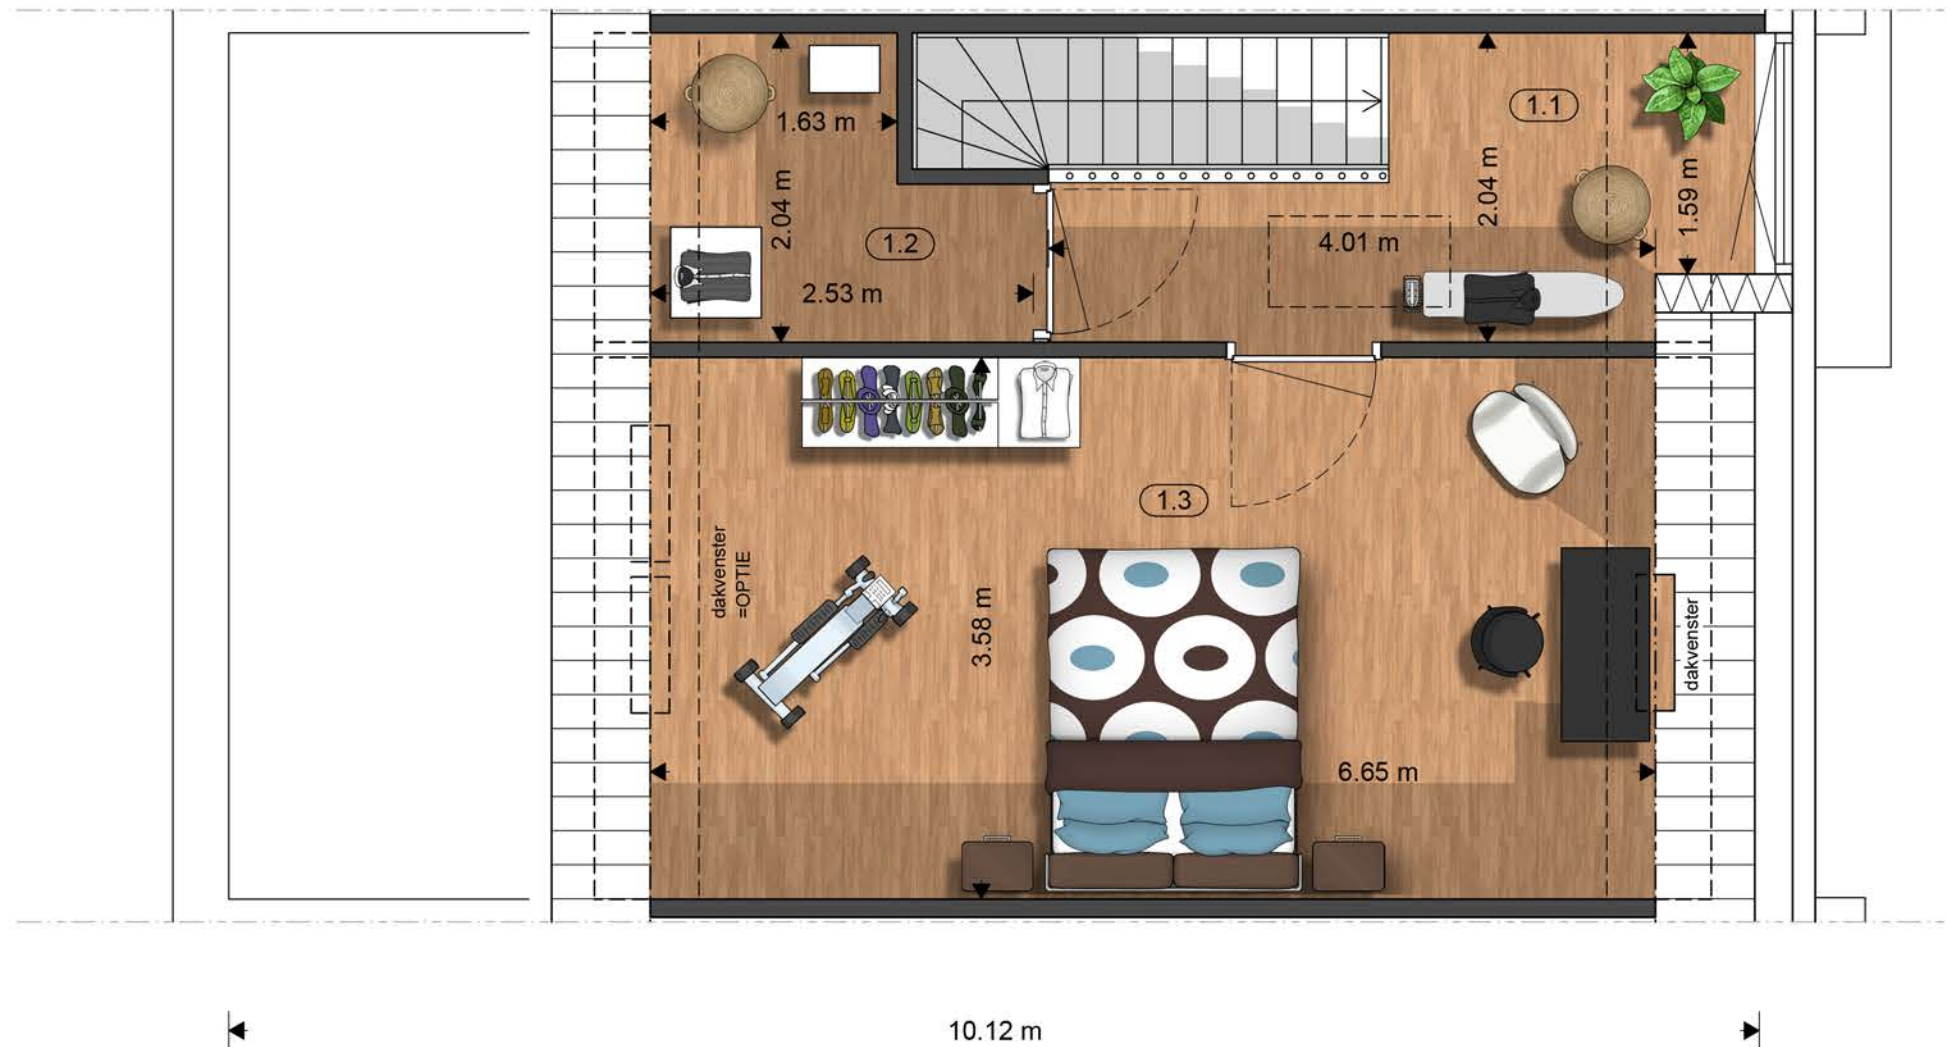 1.1
1.63 m
2.04 m
2.04 m
1.59 m
1.2
4.01 m
2.53 m
1.3
dakvenster
=OPTIE
3.58 m
dakvenster
6.65 m
10.12 m